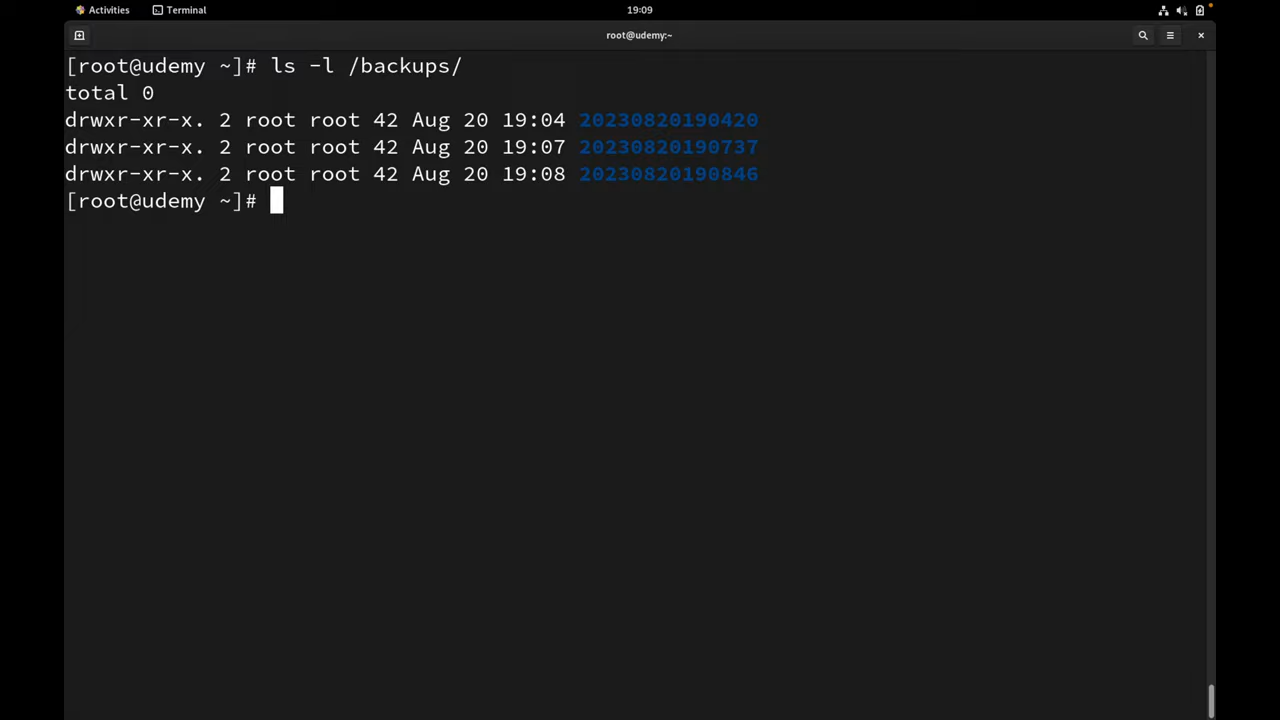 Activities Terminal 19:09
root@udemy:~
[root@udemy ~]# ls -l /backups/
total 0
drwxr-xr-x. 2 root root 42 Aug 20 19:04 20230820190420
drwxr-xr-x. 2 root root 42 Aug 20 19:07 20230820190737
drwxr-xr-x. 2 root root 42 Aug 20 19:08 20230820190846
[root@udemy ~]#